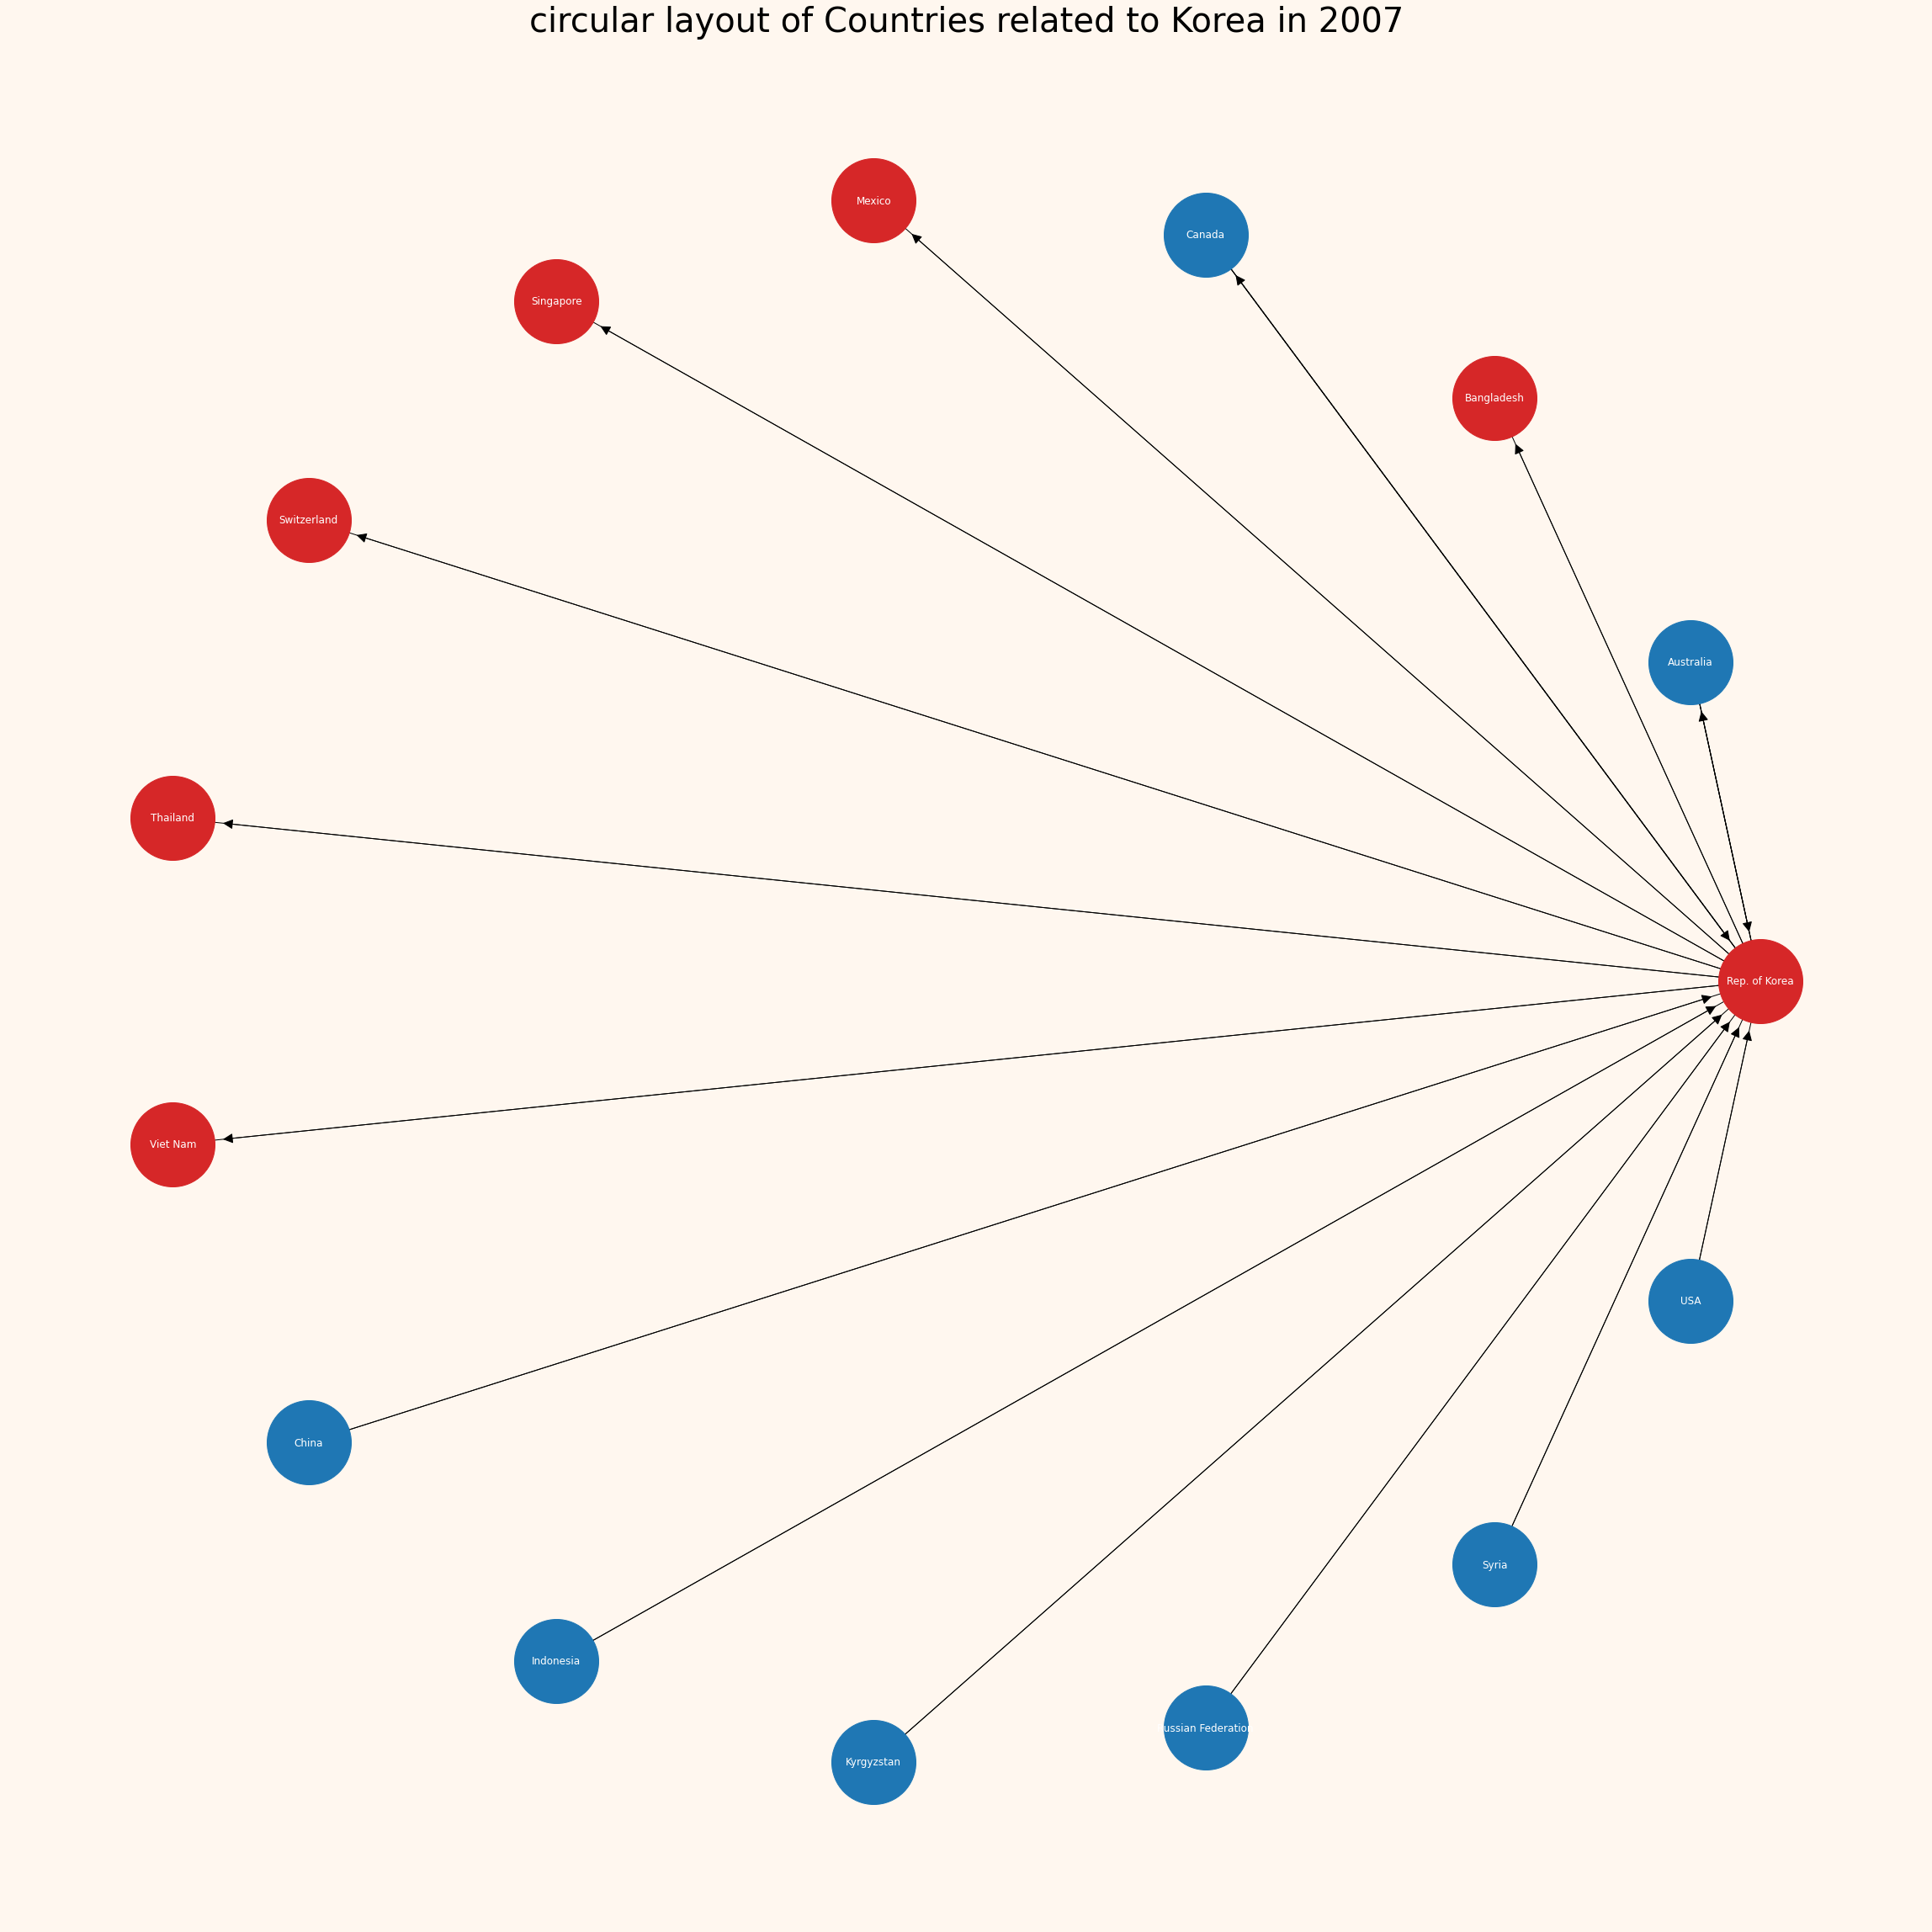 circular layout of Countries related to Korea in 2007
Mexico
Canada
Singapore
Bangladesh
Switzerland
Australia
Thailand
Rep. of Korea
Viet Nam
USA
China
Syria
Indonesia
ussian Federation
Kyrgyzstan